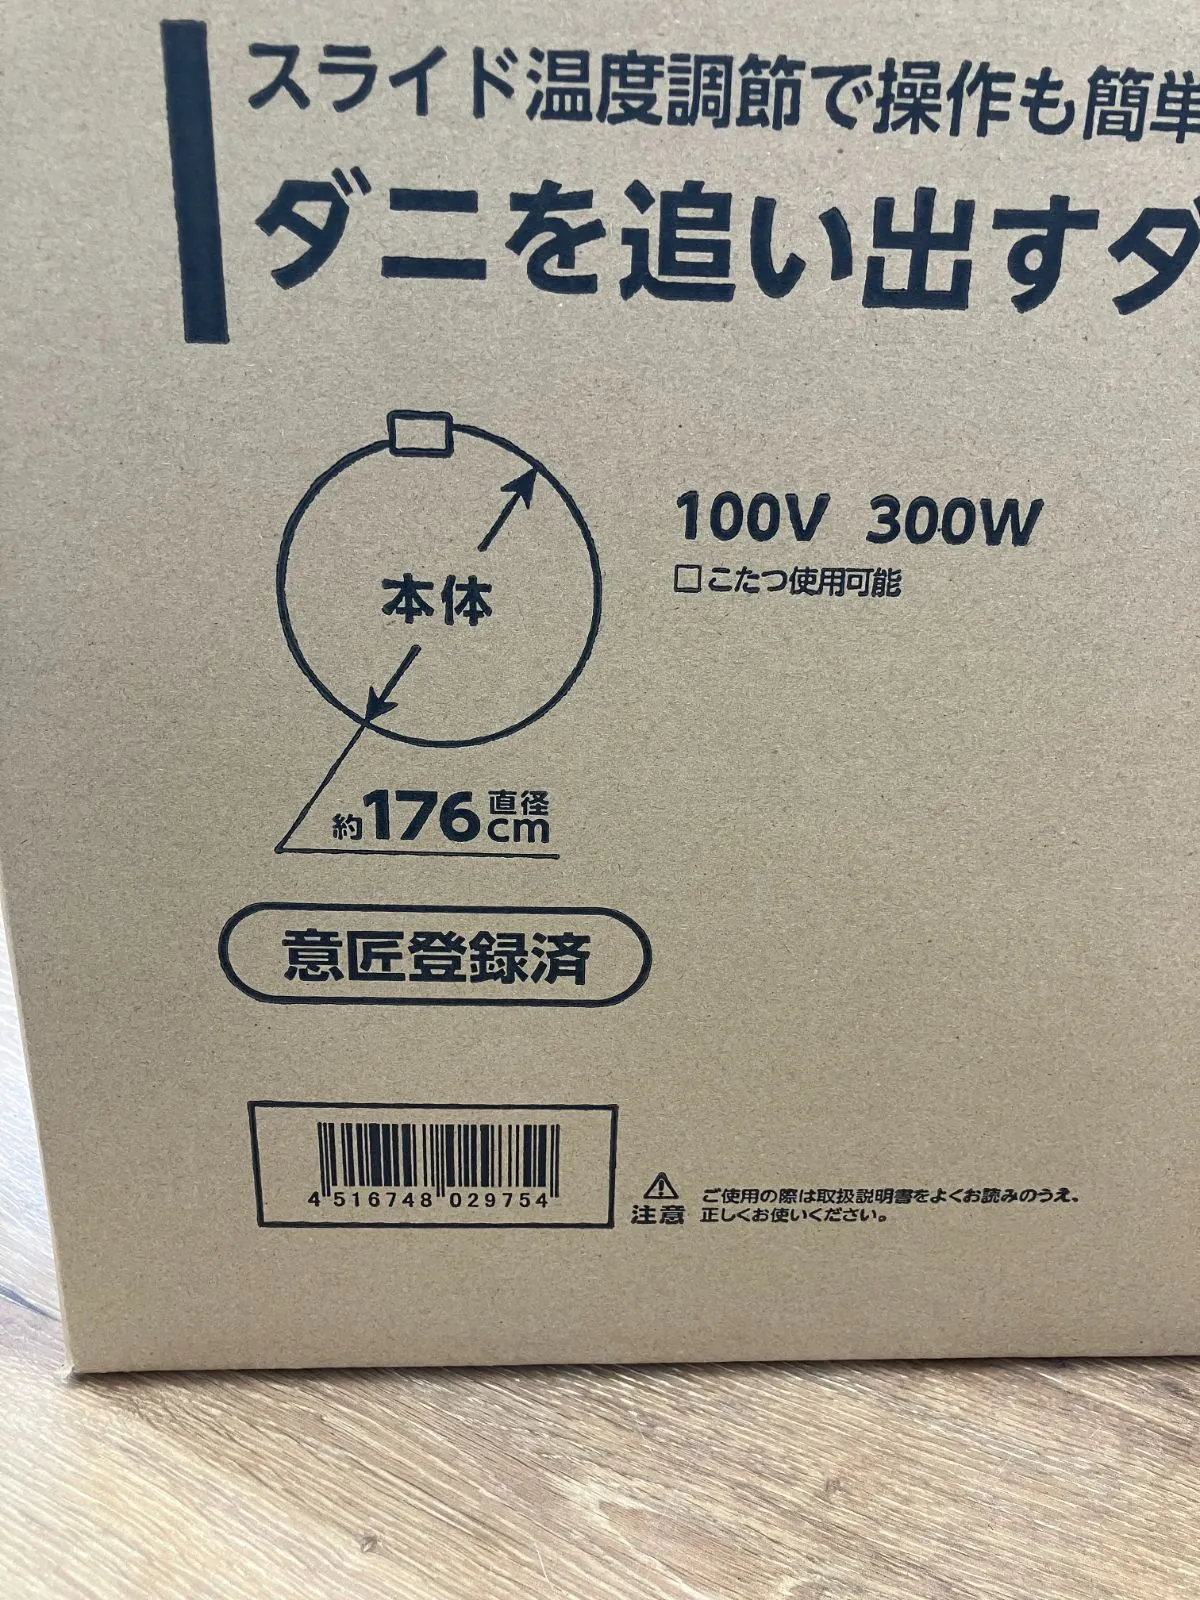 スライド温度調節で操作も簡単
ダニを追い出すダ
本体
100V 300W
□こたつ使用可能
約176直径cm
意匠登録済
4 516748 029754
⚠注意 ご使用の際は取扱説明書をよくお読みのうえ、
正しくお使いください。